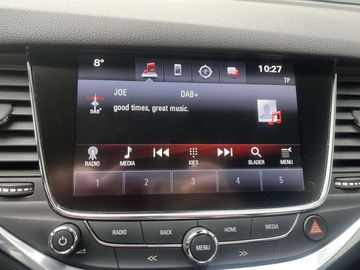 8° 10:27
TP
JOE DAB+
good times, great music.
DAB+
RADIO MEDIA KIES BLADER MENU
1 2 3 4 5
RADIO BACK HOME MEDIA
MENU